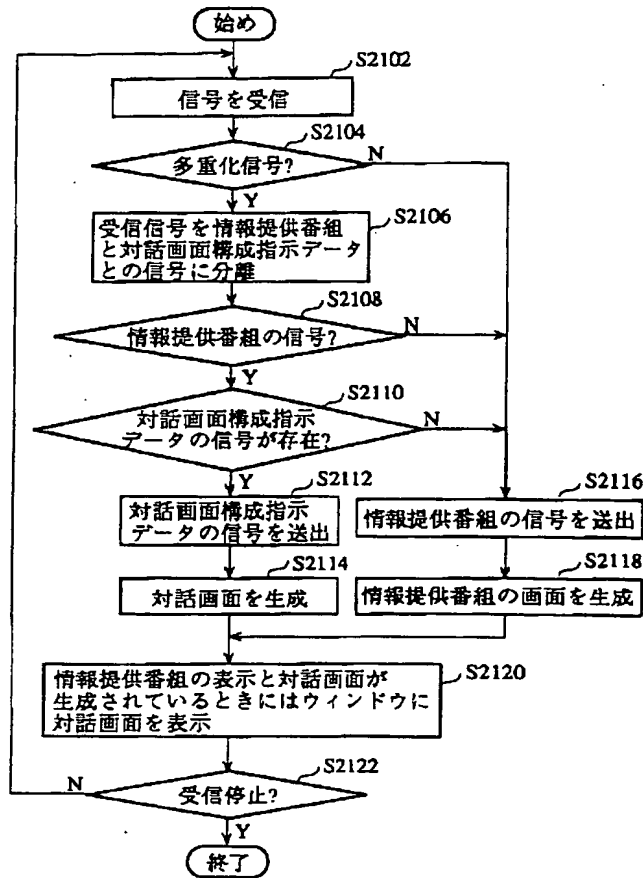 始め
S2102
信号を受信
S2104
多重化信号?
N
Y
S2106
受信信号を情報提供番組
と対話画面構成指示データ
との信号に分離
S2108
情報提供番組の信号?
N
Y
S2110
対話画面構成指示
データの信号が存在?
N
Y
S2112
対話画面構成指示
データの信号を送出
S2116
情報提供番組の信号を送出
S2114
対話画面を生成
S2118
情報提供番組の画面を生成
S2120
情報提供番組の表示と対話画面が
生成されているときにはウィンドウに
対話画面を表示
S2122
受信停止?
N
Y
終了